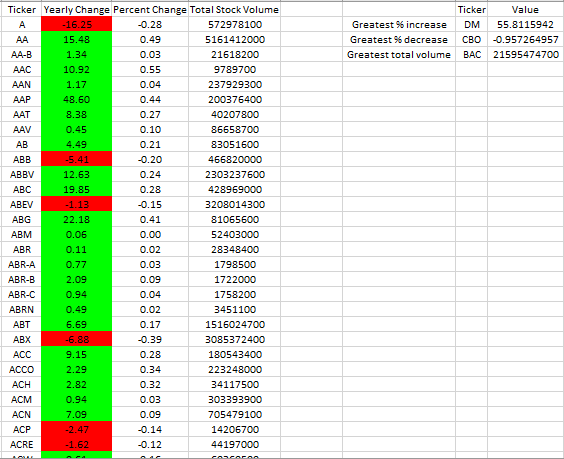 Ticker Yearly Change Percent Change Total Stock Volume Ticker Value
A -16.25 -0.28 572978100 Greatest % increase DM 55.8115942
AA 15.48 0.49 5161412000 Greatest % decrease CBO -0.957264957
AA-B 1.34 0.03 21618200 Greatest total volume BAC 21595474700
AAC 10.92 0.55 9789700
AAN 1.17 0.04 237929300
AAP 48.60 0.44 200376400
AAT 8.38 0.27 40207800
AAV 0.45 0.10 86658700
AB 4.49 0.21 83051600
ABB -5.41 -0.20 466820000
ABBV 12.63 0.24 2303237600
ABC 19.85 0.28 428969000
ABEV -1.13 -0.15 3208014300
ABG 22.18 0.41 81065600
ABM 0.06 0.00 52403000
ABR 0.11 0.02 28348400
ABR-A 0.77 0.03 1798500
ABR-B 2.09 0.09 1722000
ABR-C 0.94 0.04 1758200
ABRN 0.49 0.02 3451100
ABT 6.69 0.17 1516024700
ABX -6.88 -0.39 3085372400
ACC 9.15 0.28 180543400
ACCO 2.29 0.34 223248000
ACH 2.82 0.32 34117500
ACM 0.94 0.03 303393900
ACN 7.09 0.09 705479100
ACP -2.47 -0.14 14206700
ACRE -1.62 -0.12 44197000